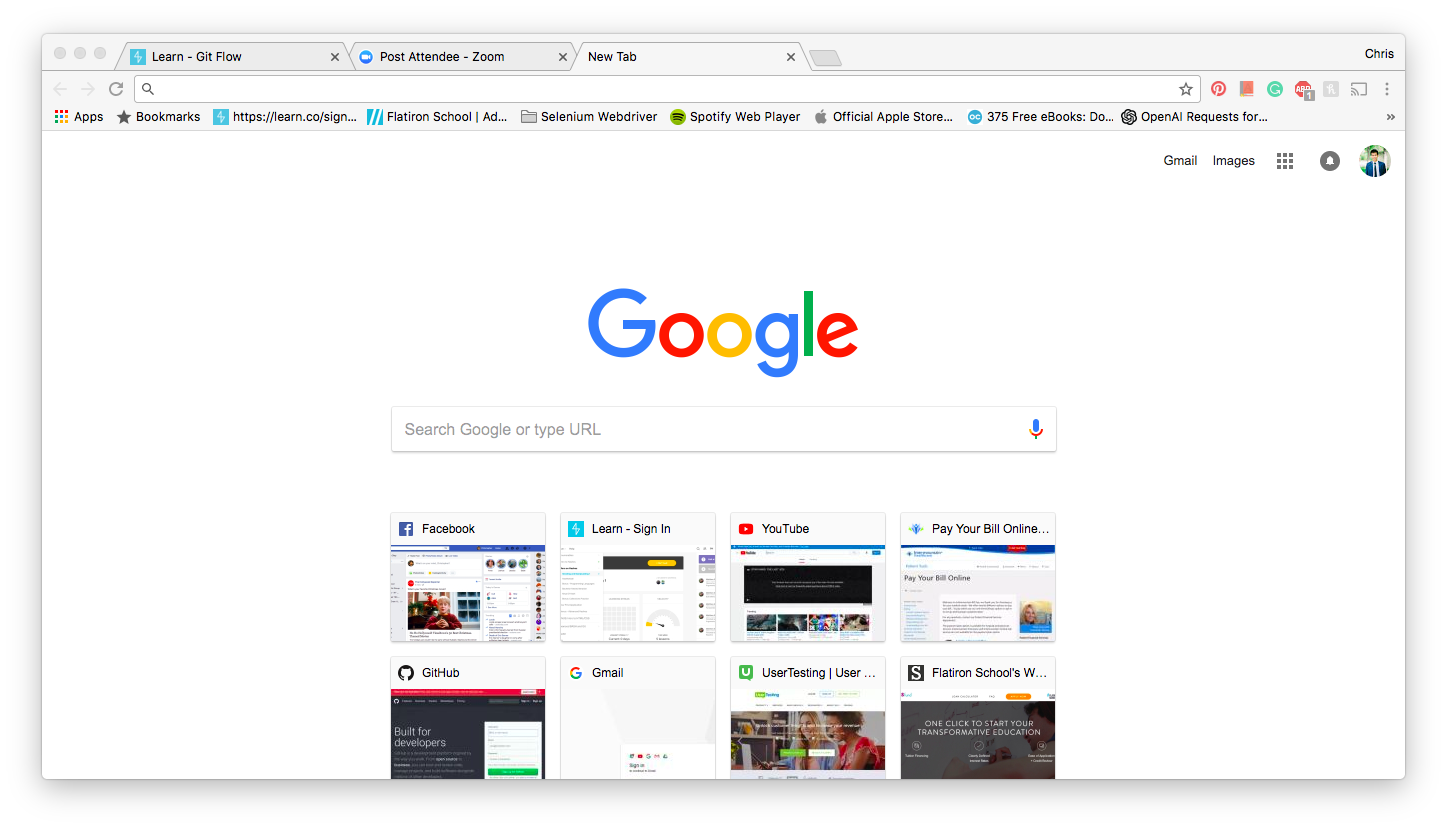 Learn - Git Flow
Post Attendee - Zoom
New Tab
Chris
Apps
Bookmarks
https://learn.co/sign...
Flatiron School | Ad...
Selenium Webdriver
Spotify Web Player
Official Apple Store...
375 Free eBooks: Do...
OpenAI Requests for...
»
Gmail
Images
Google
Search Google or type URL
Facebook
Learn - Sign In
YouTube
Pay Your Bill Online...
Pay Your Bill Online
GitHub
Gmail
UserTesting | User ...
Flatiron School's W...
Built for
developers
Sign in
ONE CLICK TO START YOUR
TRANSFORMATIVE EDUCATION